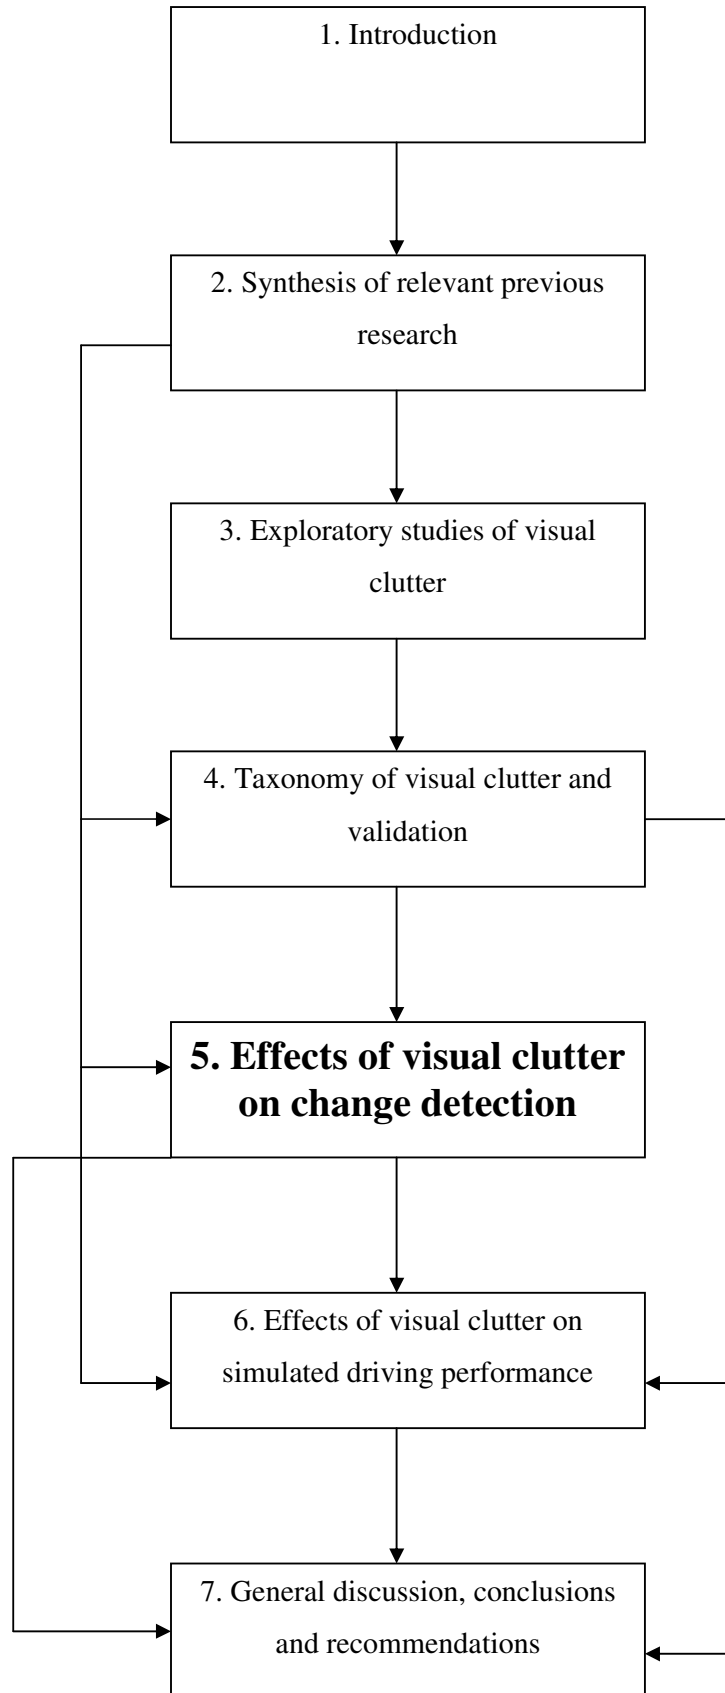 1. Introduction
2. Synthesis of relevant previous
research
3. Exploratory studies of visual
clutter
4. Taxonomy of visual clutter and
validation
5. Effects of visual clutter
on change detection
6. Effects of visual clutter on
simulated driving performance
7. General discussion, conclusions
and recommendations